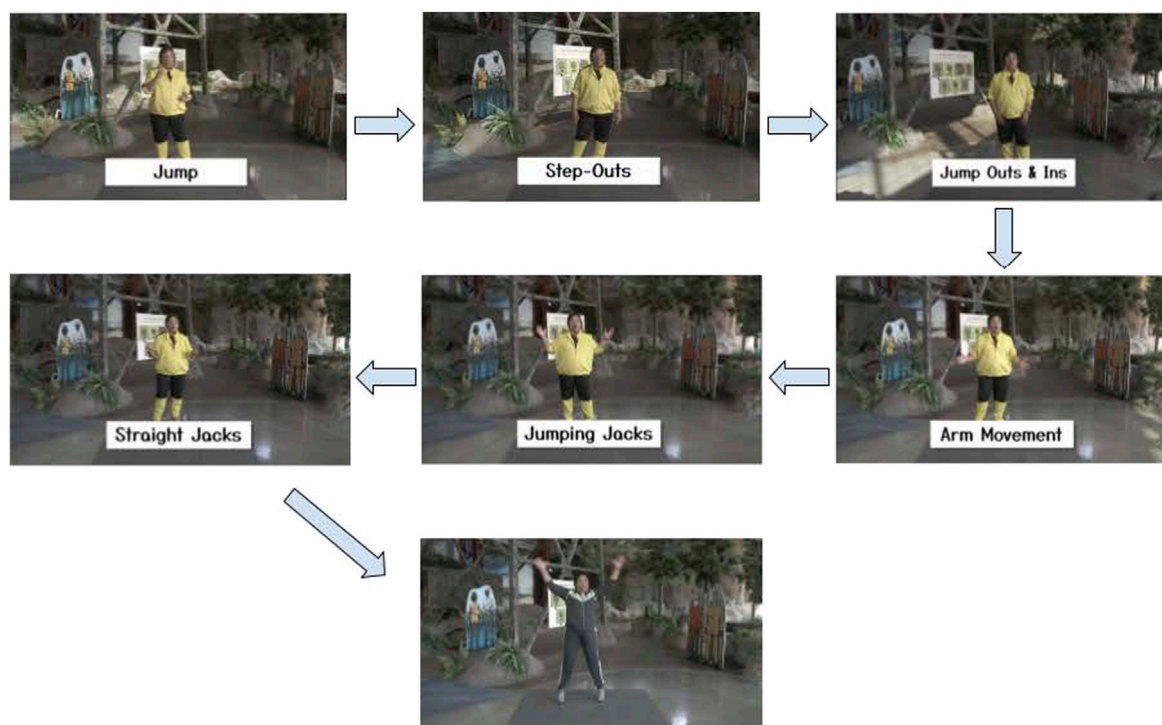 Jump
Step-Outs
Jump Outs & Ins
Arm Movement
Jumping Jacks
Straight Jacks